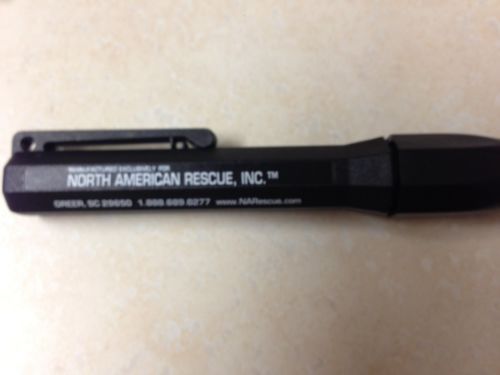 MANUFACTURED EXCLUSIVELY FOR
NORTH AMERICAN RESCUE, INC.™
GREER, SC 29650 1.888.689.6277 www.NARescue.com